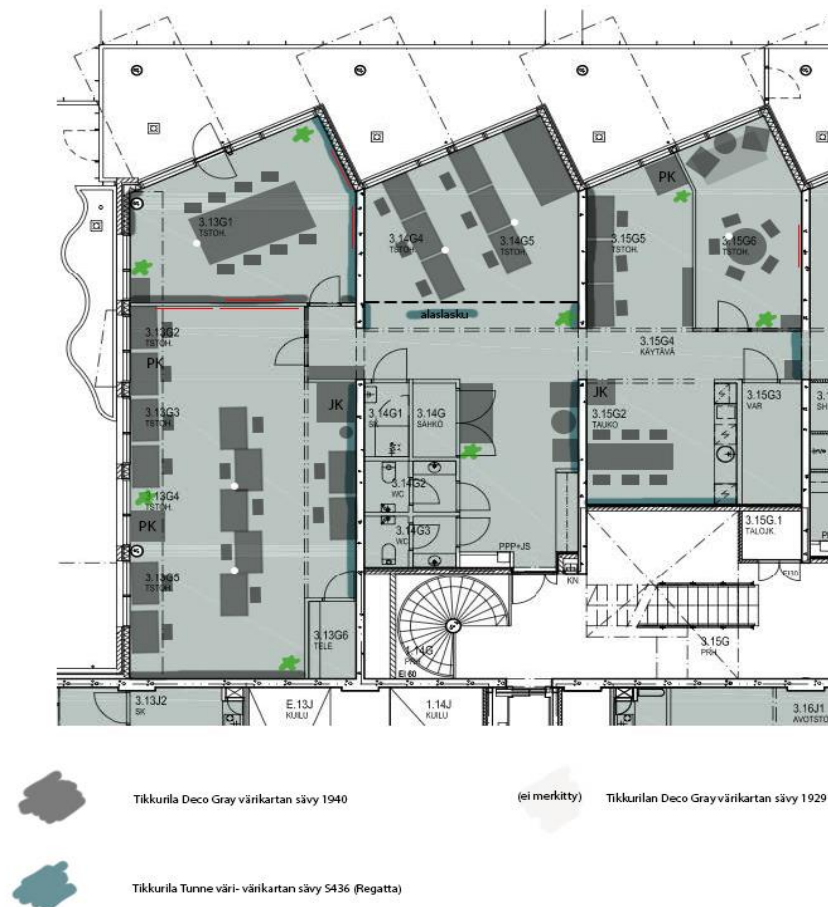 3.13G1
TSTOH.
3.14G4
TSTOH.
3.14G5
TSTOH.
PK
3.15G5
TSTOH.
3.15G6
TSTOH.
alaslasku
3.13G2
TSTOH.
PK
3.15G4
KÄYTÄVÄ
3.13G3
TSTOH.
JK
3.14G1
SK
3.14G
SÄHKÖ
JK
3.15G2
TAUKO
3.15G3
VAR
3.13G4
TSTOH.
PK
3.14G2
WC
3.14G3
WC
PPP+JS
3.15G.1
TALOJK.
3.13G5
TSTOH.
KN
EI30
3.13G6
TELE
EI 60
3.15G
PRH
3.13J2
SK
E.13J
KUILU
1.14J
KUILU
3.16J1
AVOTSTO
Tikkurila Deco Gray värikartan sävy 1940
(ei merkitty)
Tikkurilan Deco Gray värikartan sävy 1929
Tikkurila Tunne väri- värikartan sävy S436 (Regatta)